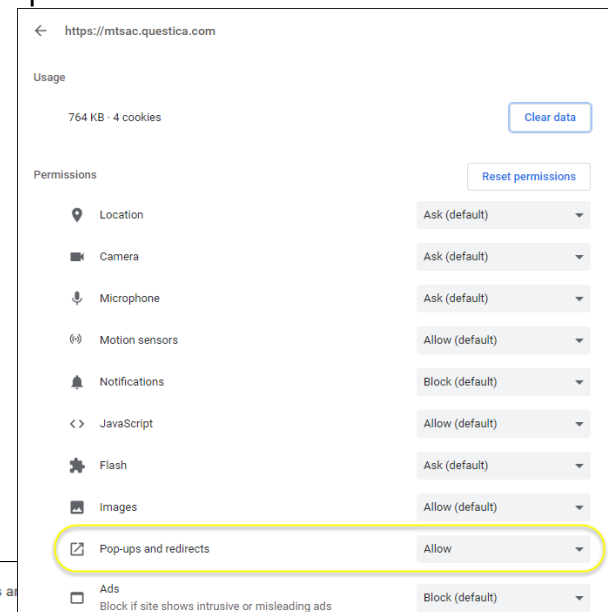 https://mtsac.questica.com
Usage
764 KB · 4 cookies
Clear data
Permissions
Reset permissions
Location
Ask (default)
Camera
Ask (default)
Microphone
Ask (default)
Motion sensors
Allow (default)
Notifications
Block (default)
JavaScript
Allow (default)
Flash
Ask (default)
Images
Allow (default)
Pop-ups and redirects
Allow
Ads
Block if site shows intrusive or misleading ads
Block (default)